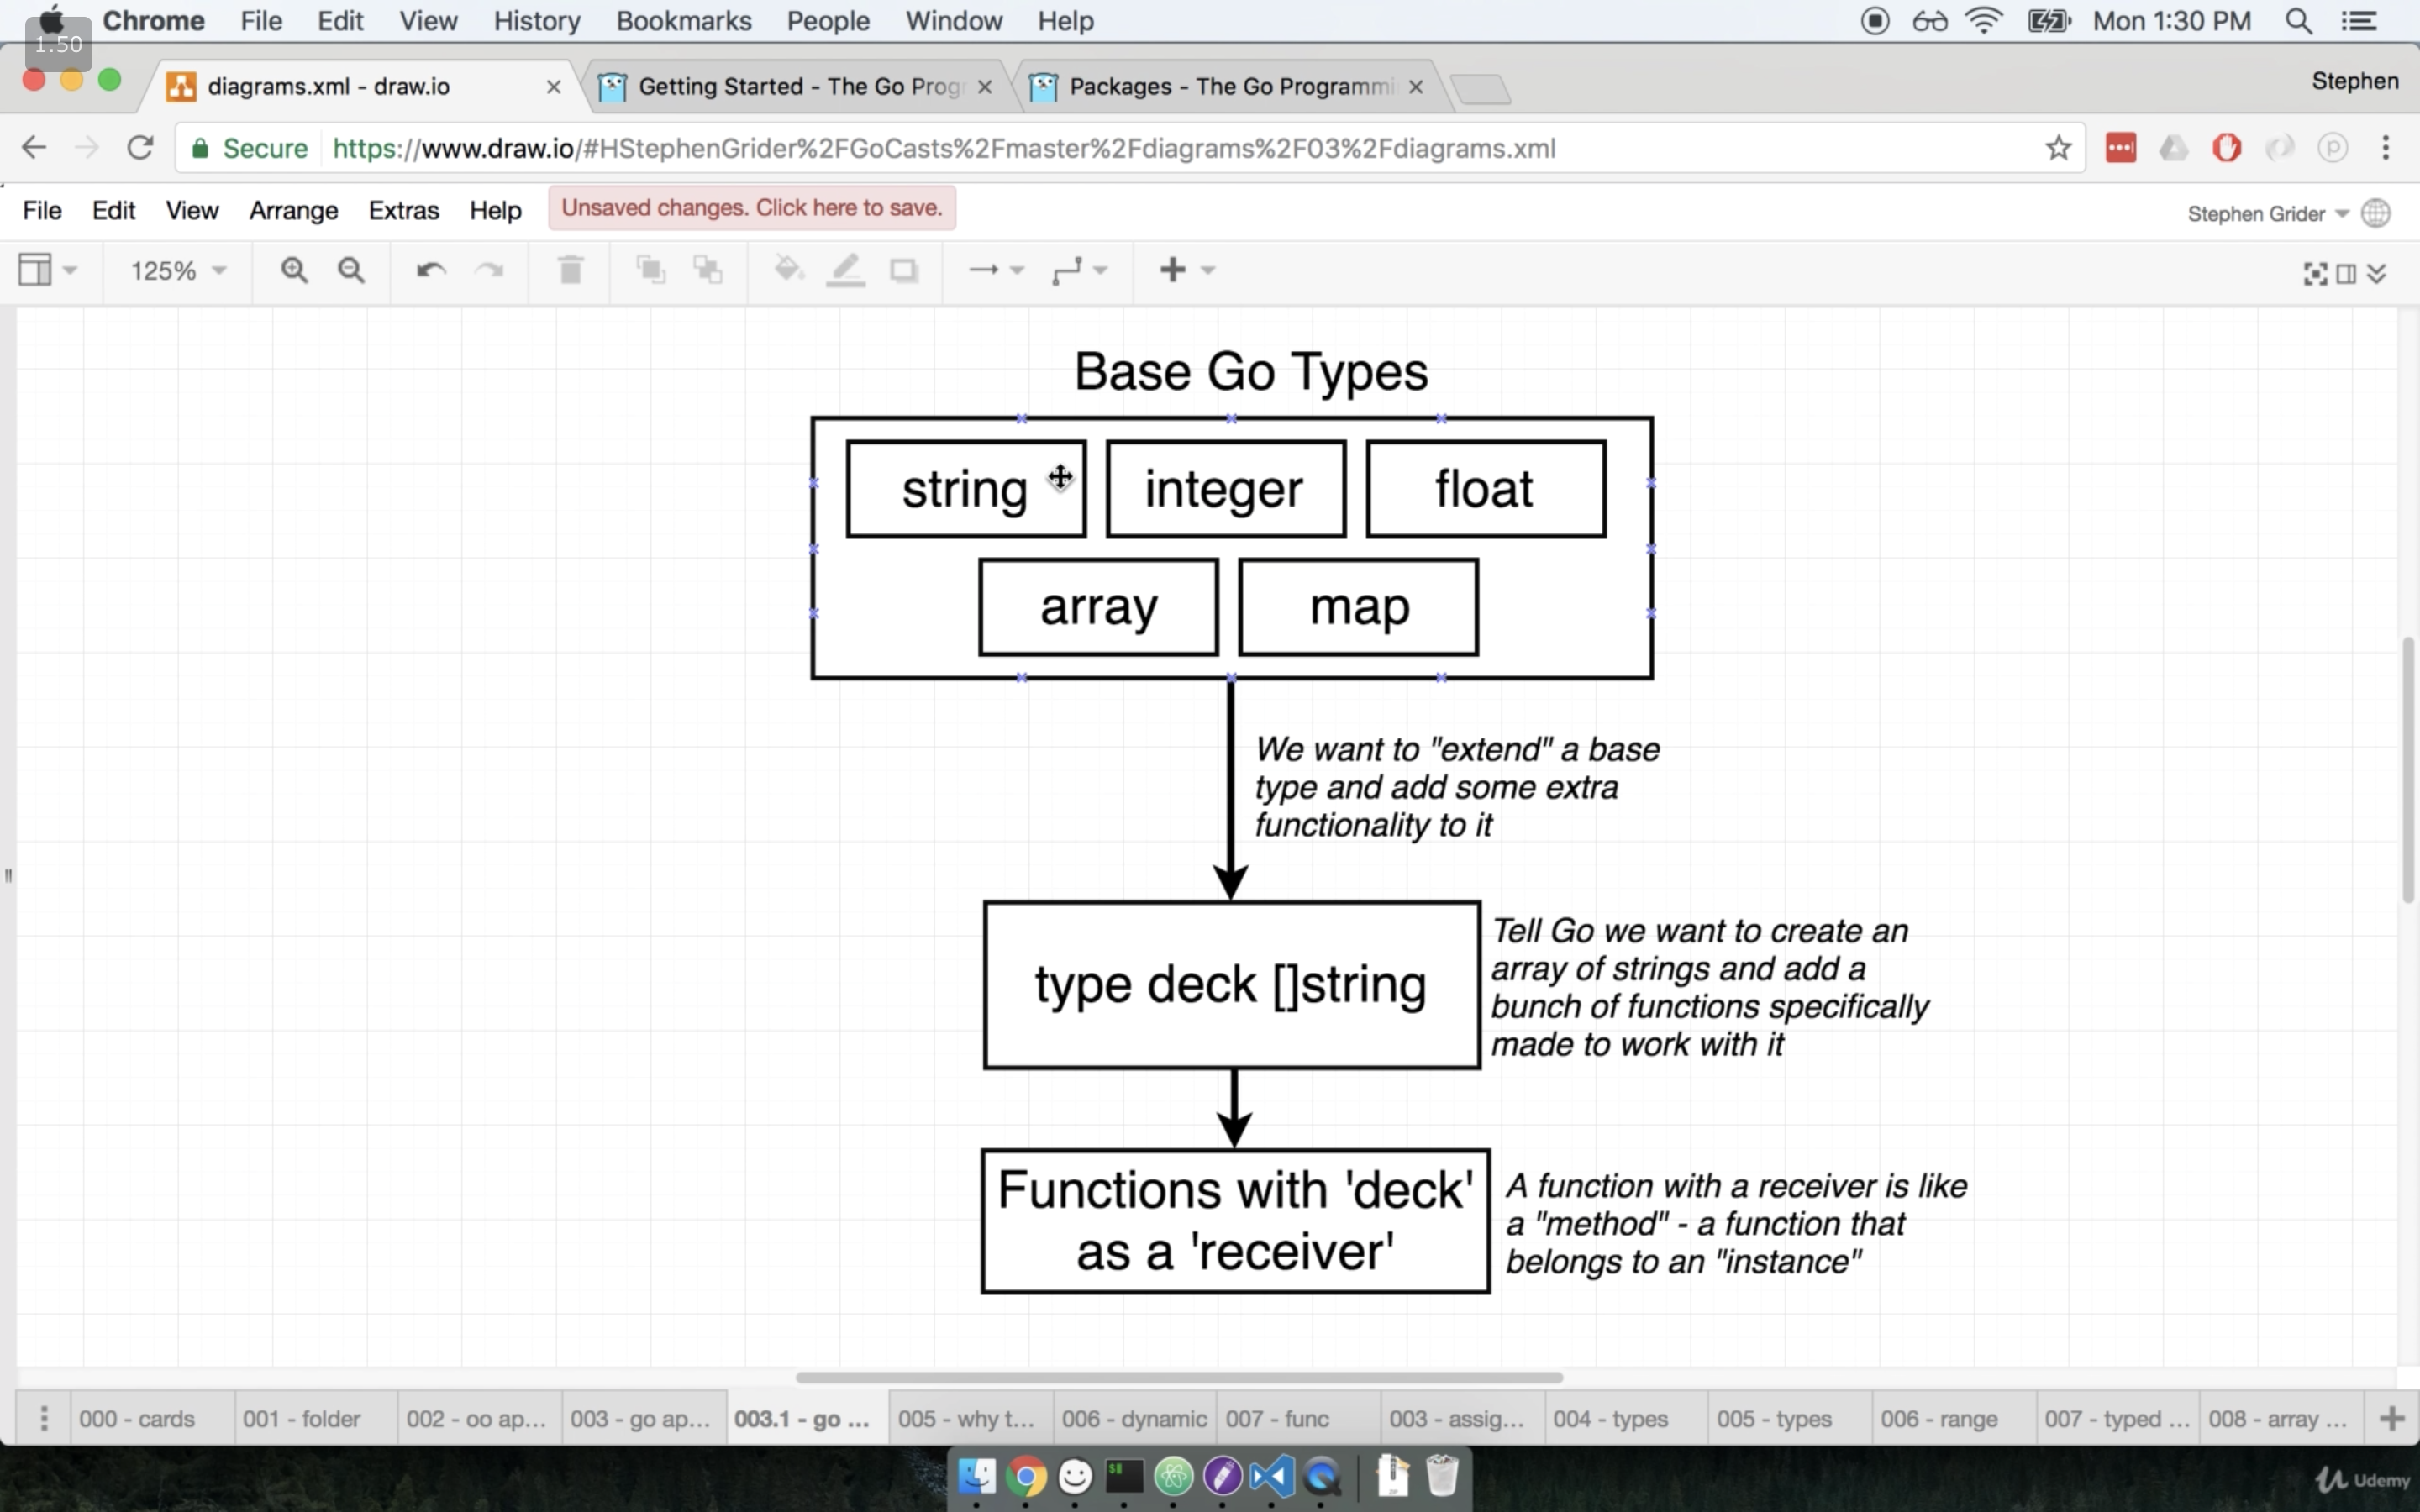 Chrome File Edit View History Bookmarks People Window Help Mon 1:30 PM
1.50
diagrams.xml - draw.io Getting Started - The Go Progr Packages - The Go Programmi Stephen
Secure https://www.draw.io/#HStephenGrider%2FGoCasts%2Fmaster%2Fdiagrams%2F03%2Fdiagrams.xml
File Edit View Arrange Extras Help Unsaved changes. Click here to save. Stephen Grider
125%
Base Go Types
string integer float
array map
We want to "extend" a base
type and add some extra
functionality to it
type deck []string
Tell Go we want to create an
array of strings and add a
bunch of functions specifically
made to work with it
Functions with 'deck'
as a 'receiver'
A function with a receiver is like
a "method" - a function that
belongs to an "instance"
000 - cards 001 - folder 002 - oo ap... 003 - go ap... 003.1 - go ... 005 - why t... 006 - dynamic 007 - func 003 - assig... 004 - types 005 - types 006 - range 007 - typed ... 008 - array ...
Udemy